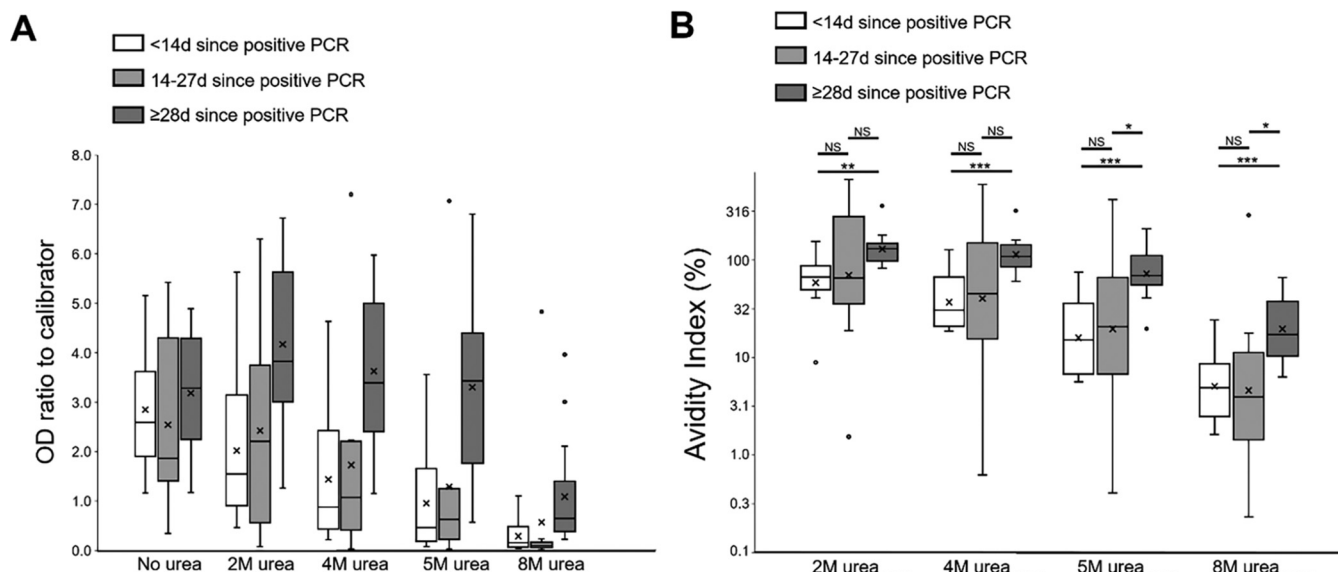 A
<14d since positive PCR
14-27d since positive PCR
≥28d since positive PCR
OD ratio to calibrator
8.0
7.0
6.0
5.0
4.0
3.0
2.0
1.0
0.0
No urea 2M urea 4M urea 5M urea 8M urea
B
<14d since positive PCR
14-27d since positive PCR
≥28d since positive PCR
NS NS * *
NS NS NS NS
** *** *** ***
Avidity Index (%)
316
100
32
10
3.1
1.0
0.3
0.1
2M urea 4M urea 5M urea 8M urea